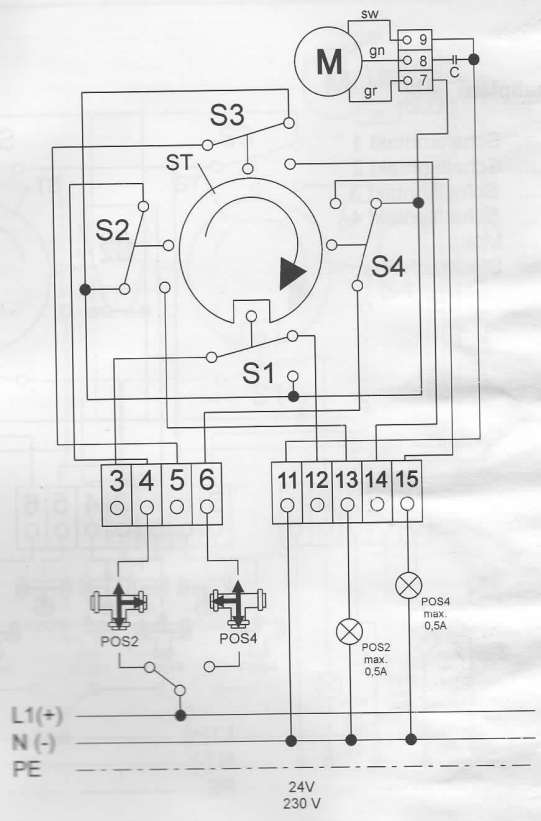 sw
9
gn
8
C
gr
7
M
S3
ST
S2
S4
S1
3 4 5 6
11 12 13 14 15
POS2
POS4
POS4
max.
0,5A
POS2
max.
0,5A
L1(+)
N (-)
PE
24V
230 V